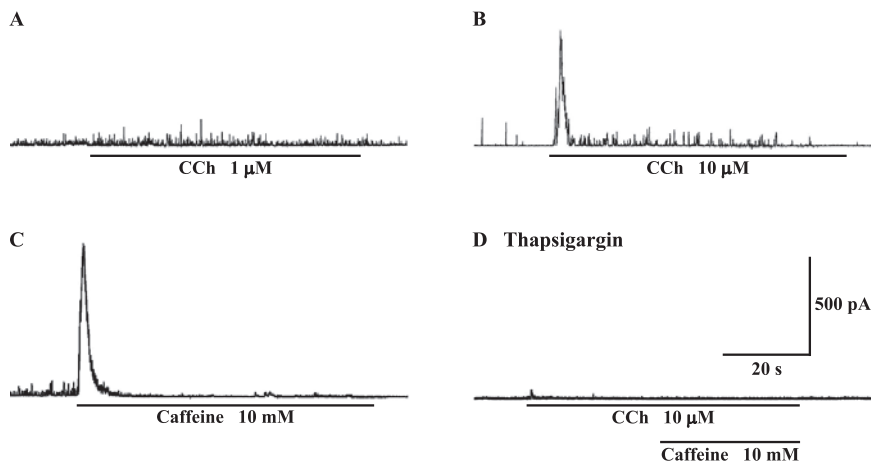 A
CCh 1 μM
B
CCh 10 μM
C
Caffeine 10 mM
D Thapsigargin
500 pA
20 s
CCh 10 μM
Caffeine 10 mM